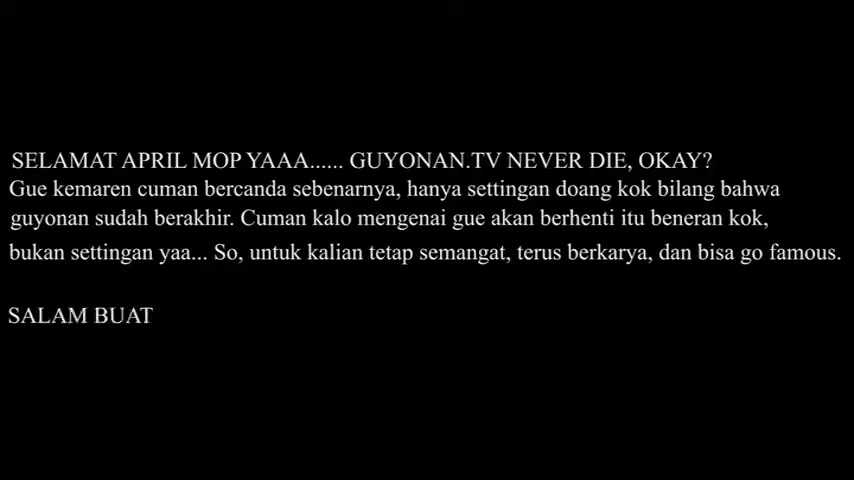 SELAMAT APRIL MOP YAAA...... GUYONAN.TV NEVER DIE, OKAY?
Gue kemaren cuman bercanda sebenarnya, hanya settingan doang kok bilang bahwa
guyonan sudah berakhir. Cuman kalo mengenai gue akan berhenti itu beneran kok,
bukan settingan yaa... So, untuk kalian tetap semangat, terus berkarya, dan bisa go famous.
SALAM BUAT